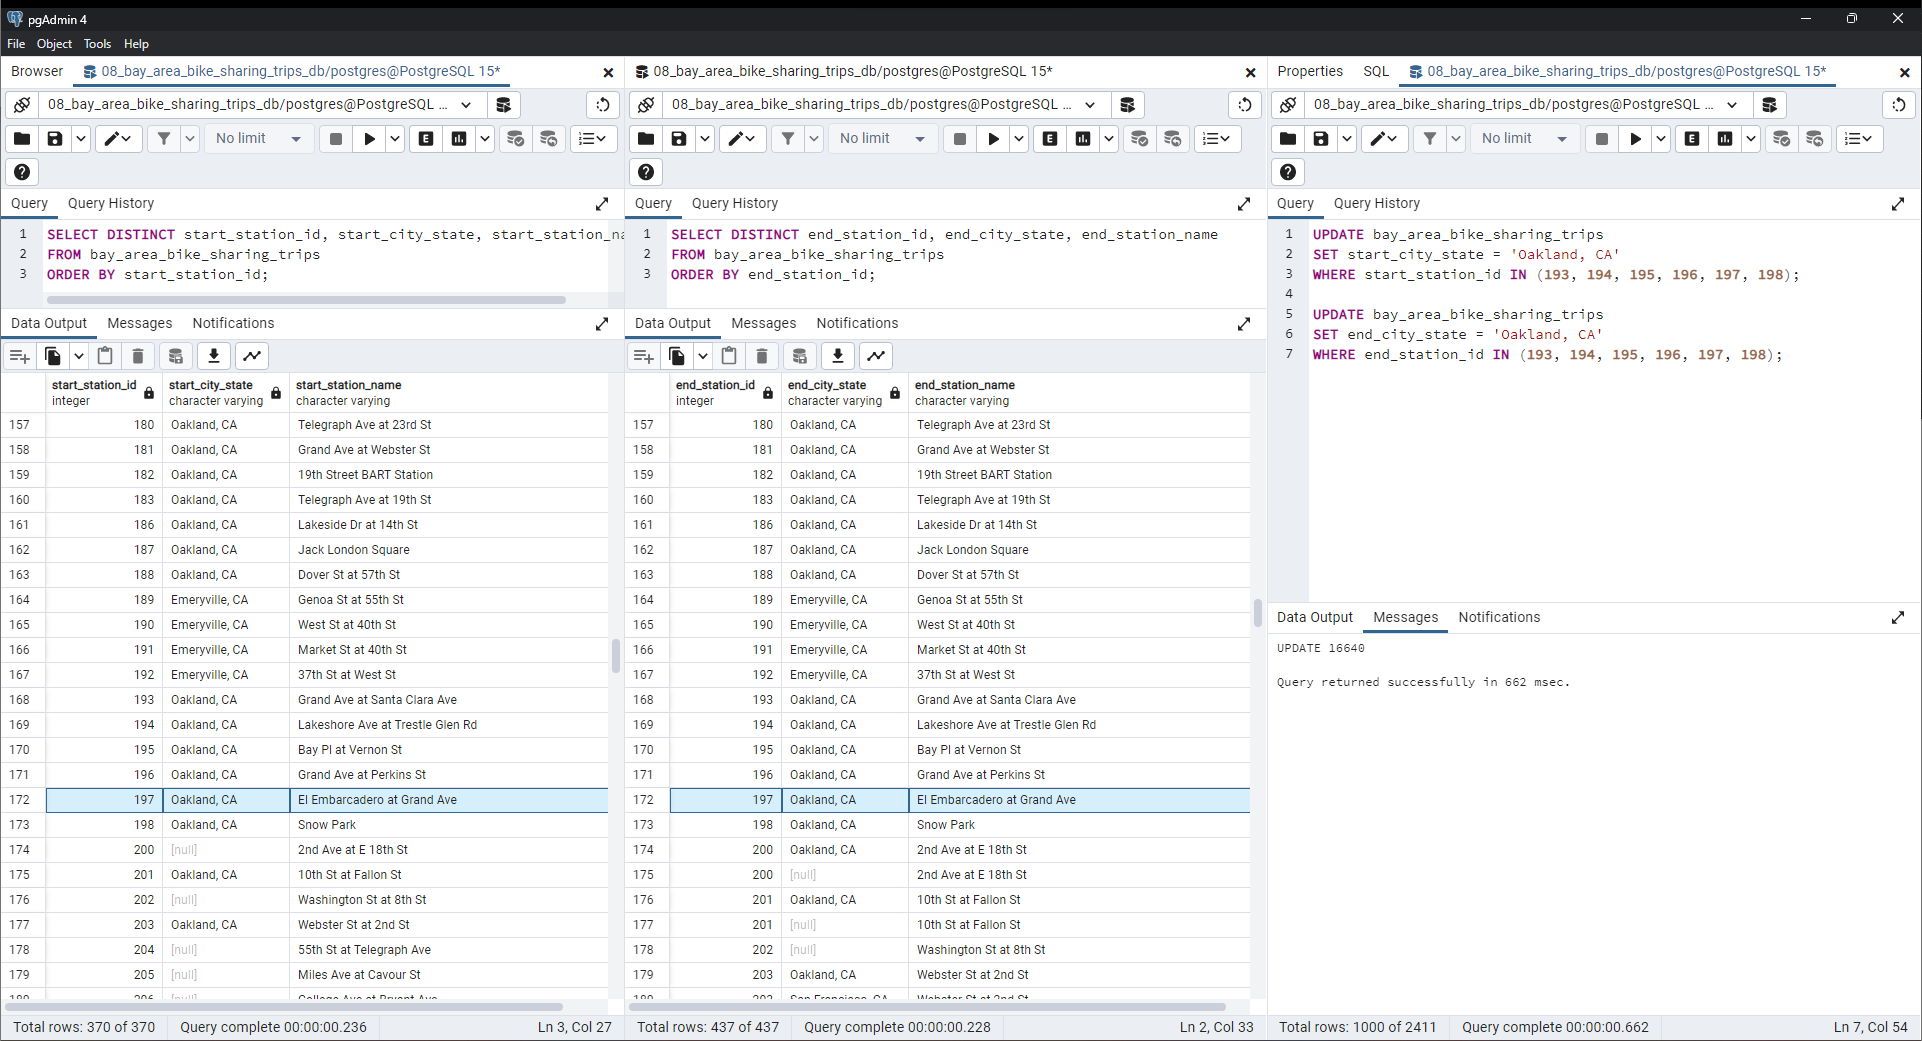 pgAdmin 4
File Object Tools Help
Browser 08_bay_area_bike_sharing_trips_db/postgres@PostgreSQL 15*
08_bay_area_bike_sharing_trips_db/postgres@PostgreSQL ...
No limit
E
?
Query Query History
1 SELECT DISTINCT start_station_id, start_city_state, start_station_na
2 FROM bay_area_bike_sharing_trips
3 ORDER BY start_station_id;
Data Output Messages Notifications
start_station_id start_city_state start_station_name
integer character varying character varying
157 180 Oakland, CA Telegraph Ave at 23rd St
158 181 Oakland, CA Grand Ave at Webster St
159 182 Oakland, CA 19th Street BART Station
160 183 Oakland, CA Telegraph Ave at 19th St
161 186 Oakland, CA Lakeside Dr at 14th St
162 187 Oakland, CA Jack London Square
163 188 Oakland, CA Dover St at 57th St
164 189 Emeryville, CA Genoa St at 55th St
165 190 Emeryville, CA West St at 40th St
166 191 Emeryville, CA Market St at 40th St
167 192 Emeryville, CA 37th St at West St
168 193 Oakland, CA Grand Ave at Santa Clara Ave
169 194 Oakland, CA Lakeshore Ave at Trestle Glen Rd
170 195 Oakland, CA Bay Pl at Vernon St
171 196 Oakland, CA Grand Ave at Perkins St
172 197 Oakland, CA El Embarcadero at Grand Ave
173 198 Oakland, CA Snow Park
174 200 [null] 2nd Ave at E 18th St
175 201 Oakland, CA 10th St at Fallon St
176 202 [null] Washington St at 8th St
177 203 Oakland, CA Webster St at 2nd St
178 204 [null] 55th St at Telegraph Ave
179 205 [null] Miles Ave at Cavour St
180 206 [null] College Ave at Bryant Ave
Total rows: 370 of 370 Query complete 00:00:00.236 Ln 3, Col 27
08_bay_area_bike_sharing_trips_db/postgres@PostgreSQL 15*
08_bay_area_bike_sharing_trips_db/postgres@PostgreSQL ...
No limit
E
?
Query Query History
1 SELECT DISTINCT end_station_id, end_city_state, end_station_name
2 FROM bay_area_bike_sharing_trips
3 ORDER BY end_station_id;
Data Output Messages Notifications
end_station_id end_city_state end_station_name
integer character varying character varying
157 180 Oakland, CA Telegraph Ave at 23rd St
158 181 Oakland, CA Grand Ave at Webster St
159 182 Oakland, CA 19th Street BART Station
160 183 Oakland, CA Telegraph Ave at 19th St
161 186 Oakland, CA Lakeside Dr at 14th St
162 187 Oakland, CA Jack London Square
163 188 Oakland, CA Dover St at 57th St
164 189 Emeryville, CA Genoa St at 55th St
165 190 Emeryville, CA West St at 40th St
166 191 Emeryville, CA Market St at 40th St
167 192 Emeryville, CA 37th St at West St
168 193 Oakland, CA Grand Ave at Santa Clara Ave
169 194 Oakland, CA Lakeshore Ave at Trestle Glen Rd
170 195 Oakland, CA Bay Pl at Vernon St
171 196 Oakland, CA Grand Ave at Perkins St
172 197 Oakland, CA El Embarcadero at Grand Ave
173 198 Oakland, CA Snow Park
174 200 Oakland, CA 2nd Ave at E 18th St
175 200 [null] 2nd Ave at E 18th St
176 201 Oakland, CA 10th St at Fallon St
177 201 [null] 10th St at Fallon St
178 202 [null] Washington St at 8th St
179 203 Oakland, CA Webster St at 2nd St
180 203 San Francisco, CA Webster St at 2nd St
Total rows: 437 of 437 Query complete 00:00:00.228 Ln 2, Col 33
Properties SQL 08_bay_area_bike_sharing_trips_db/postgres@PostgreSQL 15*
08_bay_area_bike_sharing_trips_db/postgres@PostgreSQL ...
No limit
E
?
Query Query History
1 UPDATE bay_area_bike_sharing_trips
2 SET start_city_state = 'Oakland, CA'
3 WHERE start_station_id IN (193, 194, 195, 196, 197, 198);
4
5 UPDATE bay_area_bike_sharing_trips
6 SET end_city_state = 'Oakland, CA'
7 WHERE end_station_id IN (193, 194, 195, 196, 197, 198);
Data Output Messages Notifications
UPDATE 16640
Query returned successfully in 662 msec.
Total rows: 1000 of 2411 Query complete 00:00:00.662 Ln 7, Col 54